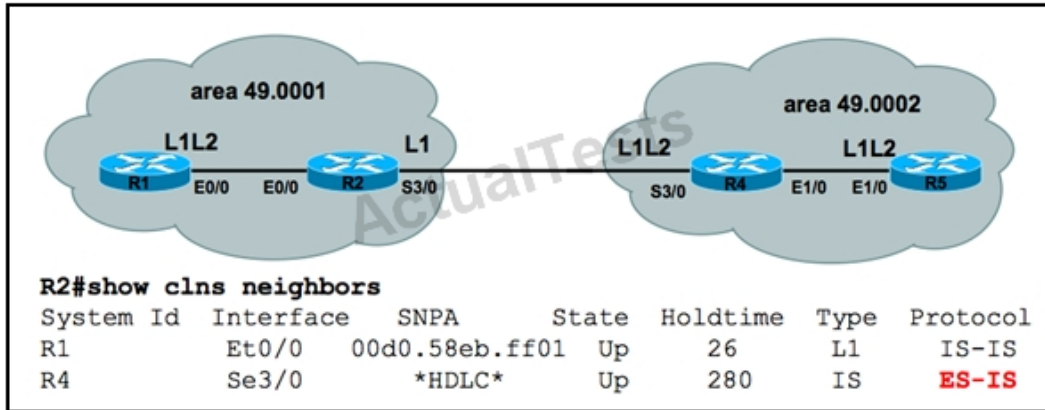 area 49.0001
area 49.0002
L1L2
L1
L1L2
L1L2
R1
E0/0
E0/0
R2
S3/0
S3/0
R4
E1/0
E1/0
R5
ActualTests
R2#show clns neighbors
System Id Interface SNPA State Holdtime Type Protocol
R1 Et0/0 00d0.58eb.ff01 Up 26 L1 IS-IS
R4 Se3/0 *HDLC* Up 280 IS ES-IS